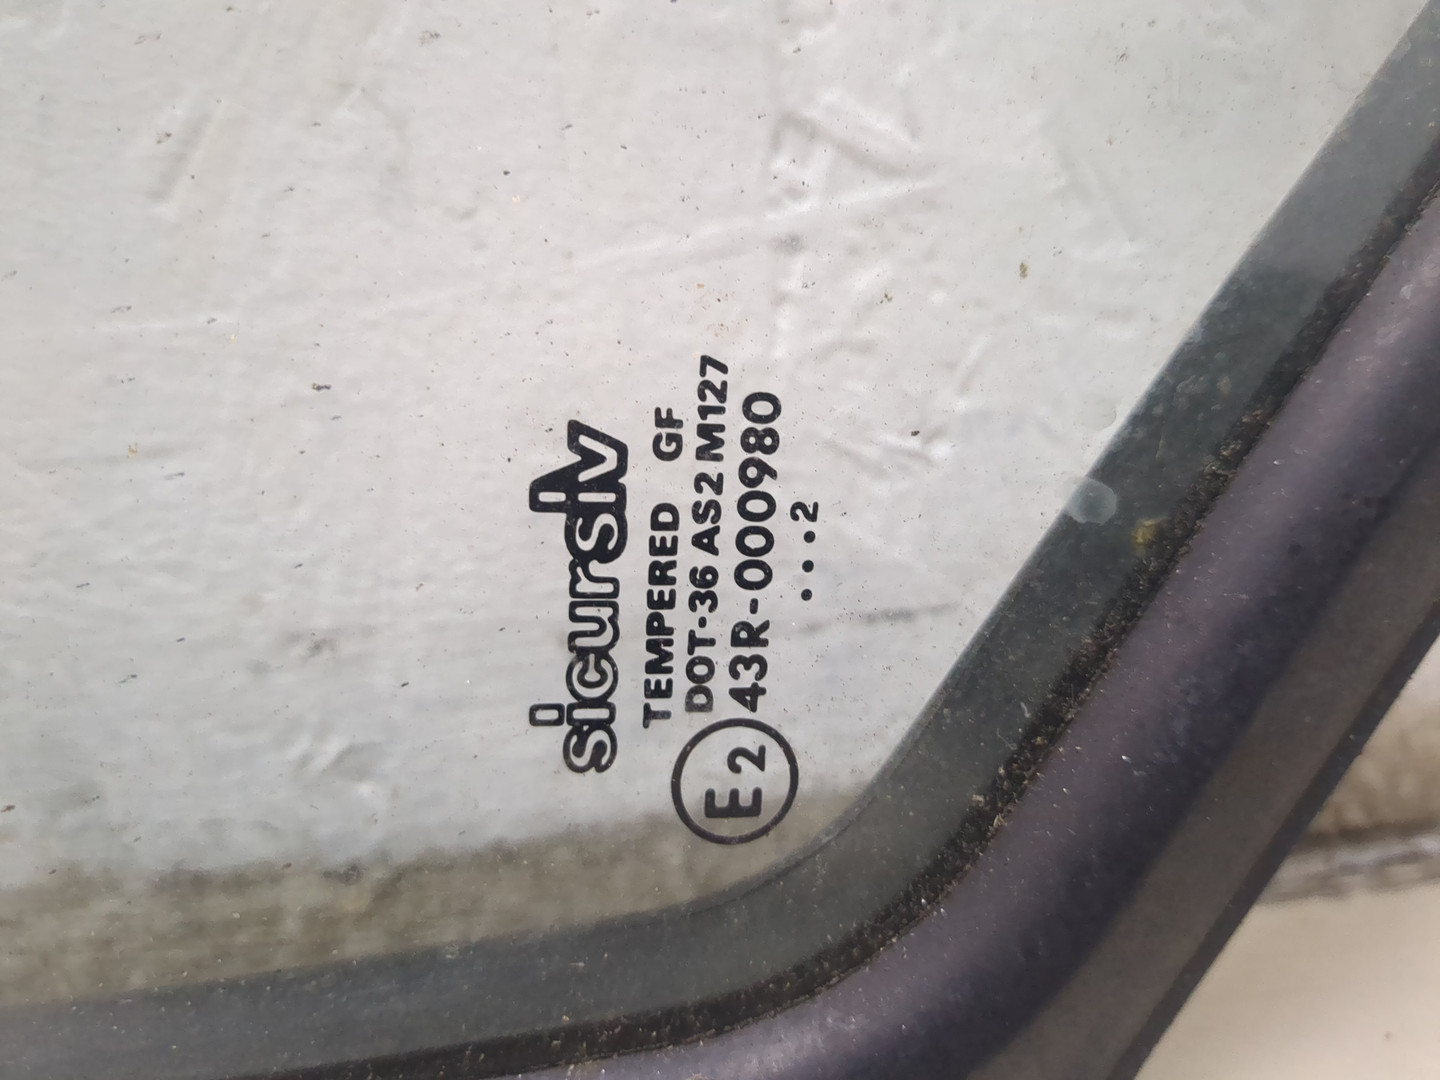 sicursiv
TEMPERED GF
DOT-36 AS2 M127
E2 43R-000980
...2